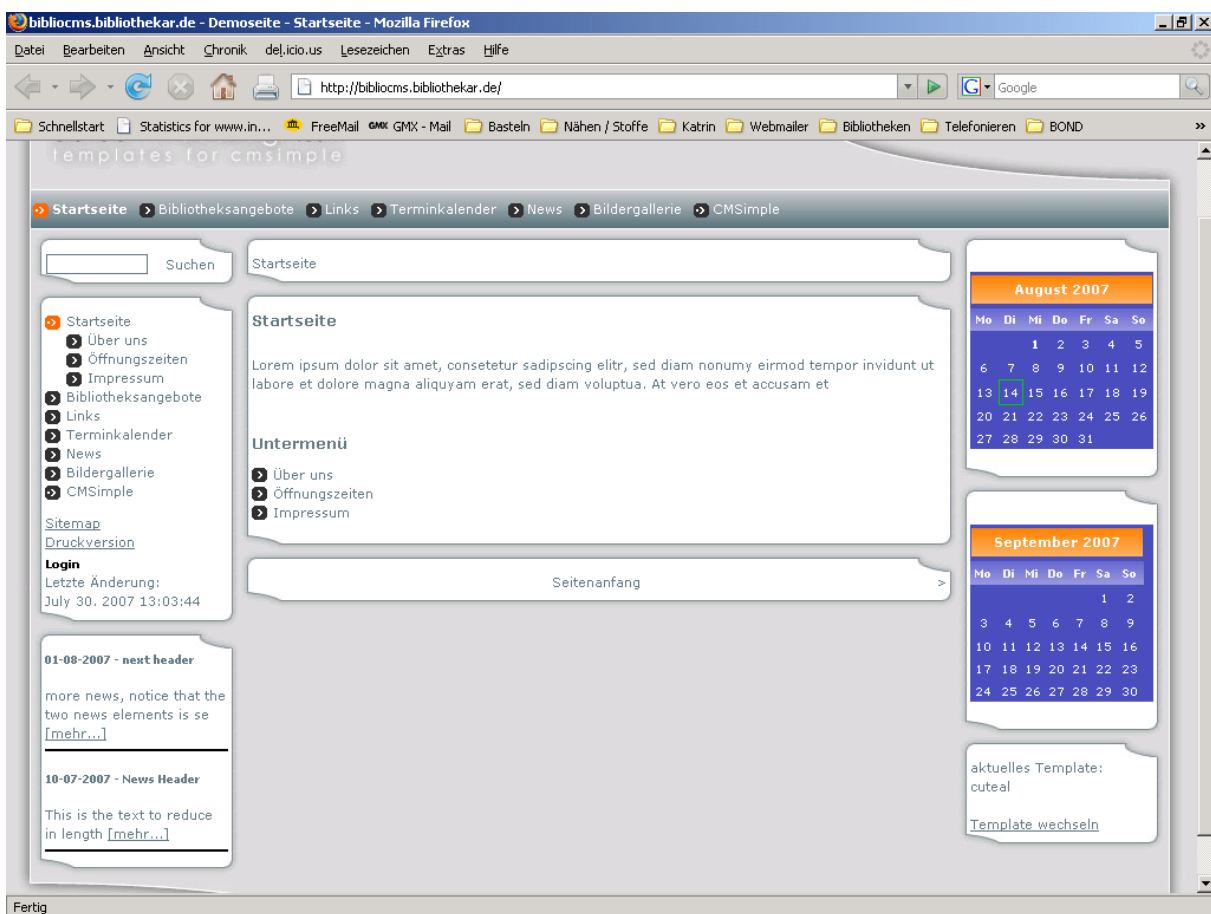 bibliocms.bibliothekar.de - Demoseite - Startseite - Mozilla Firefox
Datei Bearbeiten Ansicht Chronik del.icio.us Lesezeichen Extras Hilfe
http://bibliocms.bibliothekar.de/ G Google
Schnellstart Statistics for www.in... FreeMail GMX GMX - Mail Basteln Nähen / Stoffe Katrin Webmailer Bibliotheken Telefonieren BOND »
templates for cmsimple
Startseite Bibliotheksangebote Links Terminkalender News Bildergallerie CMSimple
Suchen
Startseite
Startseite
Über uns
Öffnungszeiten
Impressum
Bibliotheksangebote
Links
Terminkalender
News
Bildergallerie
CMSimple
Sitemap
Druckversion
Login
Letzte Änderung:
July 30. 2007 13:03:44
01-08-2007 - next header
more news, notice that the
two news elements is se
[mehr...]
10-07-2007 - News Header
This is the text to reduce
in length [mehr...]
Startseite
Lorem ipsum dolor sit amet, consetetur sadipscing elitr, sed diam nonumy eirmod tempor invidunt ut
labore et dolore magna aliquyam erat, sed diam voluptua. At vero eos et accusam et
Untermenü
Über uns
Öffnungszeiten
Impressum
Seitenanfang >
August 2007
Mo Di Mi Do Fr Sa So
1 2 3 4 5
6 7 8 9 10 11 12
13 14 15 16 17 18 19
20 21 22 23 24 25 26
27 28 29 30 31
September 2007
Mo Di Mi Do Fr Sa So
1 2
3 4 5 6 7 8 9
10 11 12 13 14 15 16
17 18 19 20 21 22 23
24 25 26 27 28 29 30
aktuelles Template:
cuteal
Template wechseln
Fertig